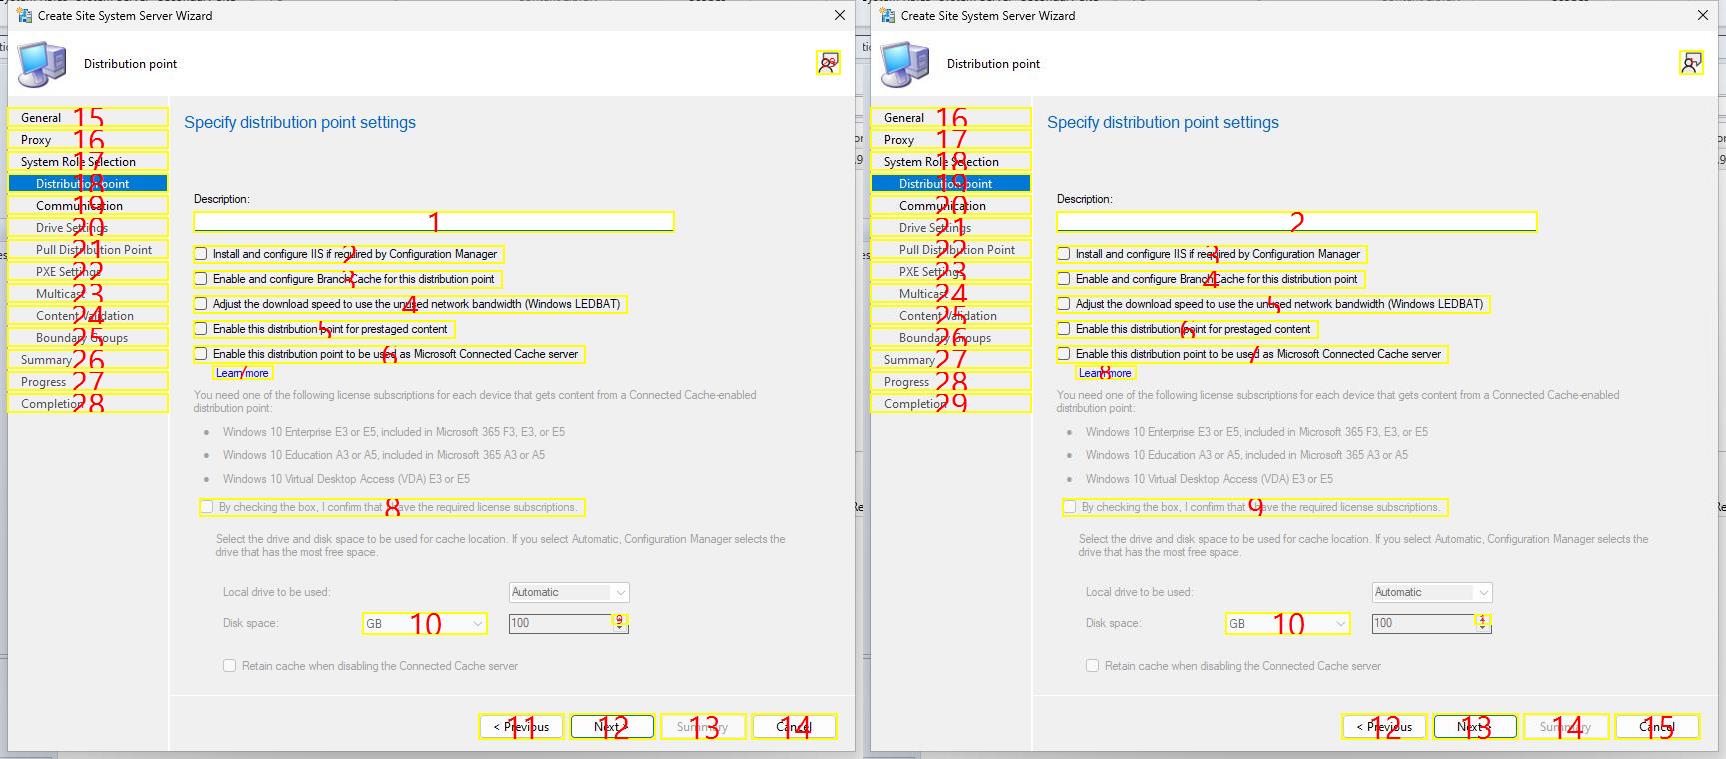 Create Site System Server Wizard
Distribution point
29
General 15
Proxy 16
System Role Selection 17
Distribution point 18
Communication 19
Drive Settings 20
Pull Distribution Point 21
PXE Settings 22
Multicast 23
Content Validation 24
Boundary Groups 25
Summary 26
Progress 27
Completion 28
Specify distribution point settings
Description:
1
Install and configure IIS if required by Configuration Manager 2
Enable and configure BranchCache for this distribution point 3
Adjust the download speed to use the unused network bandwidth (Windows LEDBAT) 4
Enable this distribution point for prestaged content 5
Enable this distribution point to be used as Microsoft Connected Cache server 6
Learn more 7
You need one of the following license subscriptions for each device that gets content from a Connected Cache-enabled
distribution point:
• Windows 10 Enterprise E3 or E5, included in Microsoft 365 F3, E3, or E5
• Windows 10 Education A3 or A5, included in Microsoft 365 A3 or A5
• Windows 10 Virtual Desktop Access (VDA) E3 or E5
By checking the box, I confirm that I have the required license subscriptions. 8
Select the drive and disk space to be used for cache location. If you select Automatic, Configuration Manager selects the
drive that has the most free space.
Local drive to be used: Automatic
Disk space: GB 10 100 9
Retain cache when disabling the Connected Cache server
< Previous 11 Next > 12 Summary 13 Cancel 14
Create Site System Server Wizard
Distribution point
1
General 16
Proxy 17
System Role Selection 18
Distribution point 19
Communication 20
Drive Settings 21
Pull Distribution Point 22
PXE Settings 23
Multicast 24
Content Validation 25
Boundary Groups 26
Summary 27
Progress 28
Completion 29
Specify distribution point settings
Description:
2
Install and configure IIS if required by Configuration Manager 3
Enable and configure BranchCache for this distribution point 4
Adjust the download speed to use the unused network bandwidth (Windows LEDBAT) 5
Enable this distribution point for prestaged content 6
Enable this distribution point to be used as Microsoft Connected Cache server 7
Learn more 8
You need one of the following license subscriptions for each device that gets content from a Connected Cache-enabled
distribution point:
• Windows 10 Enterprise E3 or E5, included in Microsoft 365 F3, E3, or E5
• Windows 10 Education A3 or A5, included in Microsoft 365 A3 or A5
• Windows 10 Virtual Desktop Access (VDA) E3 or E5
By checking the box, I confirm that I have the required license subscriptions. 9
Select the drive and disk space to be used for cache location. If you select Automatic, Configuration Manager selects the
drive that has the most free space.
Local drive to be used: Automatic
Disk space: GB 10 100
Retain cache when disabling the Connected Cache server
< Previous 12 Next > 13 Summary 14 Cancel 15